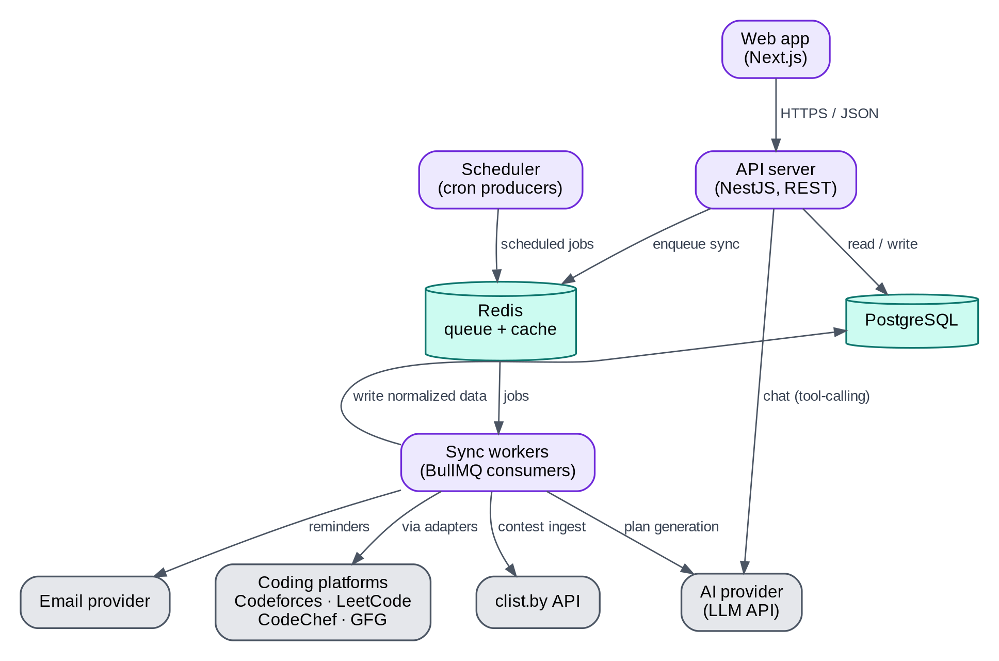 Web app
(Next.js)
HTTPS / JSON
Scheduler
(cron producers)
API server
(NestJS, REST)
scheduled jobs
enqueue sync
read / write
Redis
queue + cache
PostgreSQL
write normalized data
jobs
chat (tool-calling)
Sync workers
(BullMQ consumers)
reminders
via adapters
contest ingest
plan generation
Email provider
Coding platforms
Codeforces · LeetCode
CodeChef · GFG
clist.by API
AI provider
(LLM API)